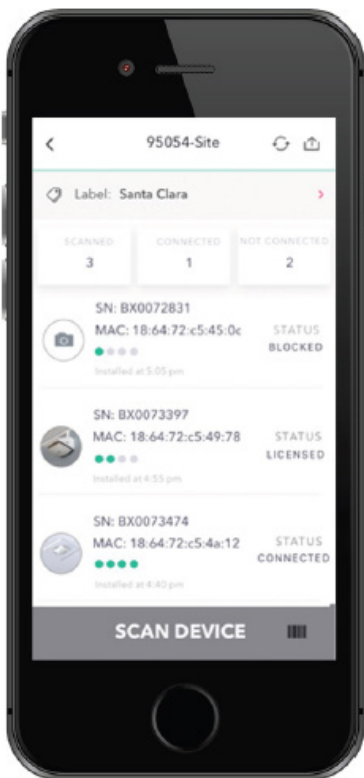 95054-Site
Label: Santa Clara
SCANNED
3
CONNECTED
1
NOT CONNECTED
2
SN: BX0072831
MAC: 18:64:72:c5:45:0c
Installed at 5:05 pm
STATUS
BLOCKED
SN: BX0073397
MAC: 18:64:72:c5:49:78
Installed at 4:55 pm
STATUS
LICENSED
SN: BX0073474
MAC: 18:64:72:c5:4a:12
Installed at 4:40 pm
STATUS
CONNECTED
SCAN DEVICE